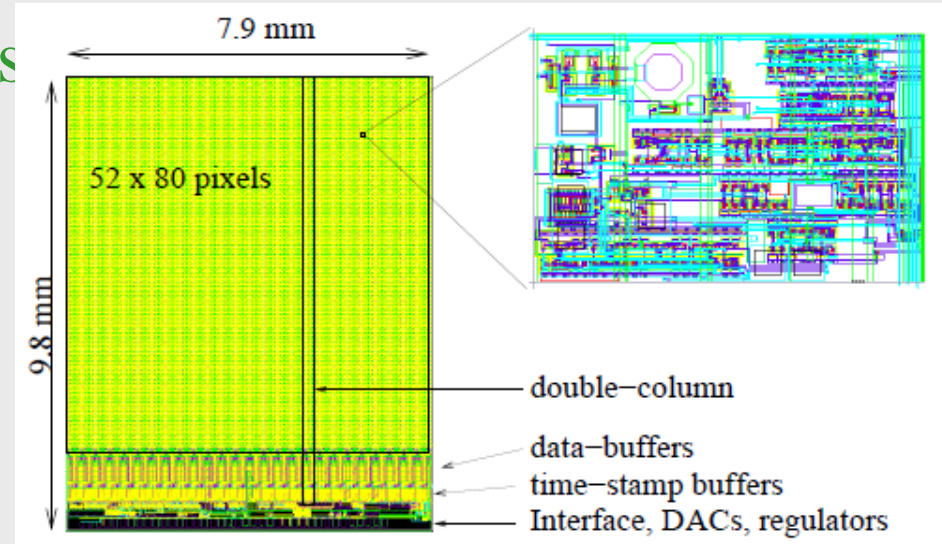 S
7.9 mm
52 x 80 pixels
9.8 mm
double−column
data−buffers
time−stamp buffers
Interface, DACs, regulators